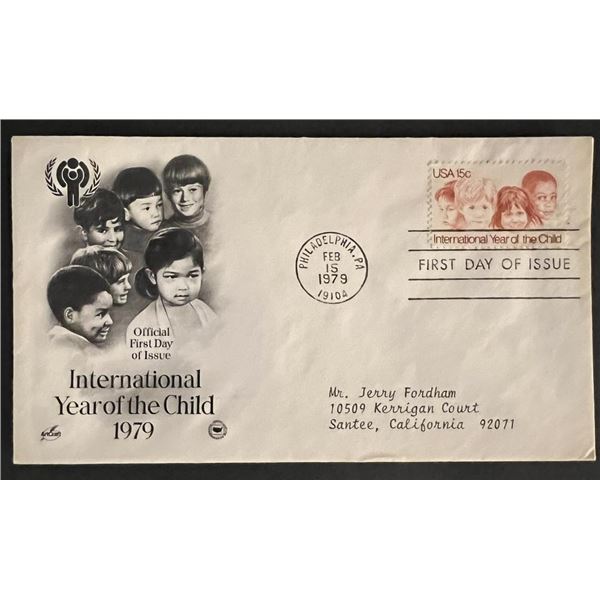 USA 15c
International Year of the Child
PHILADELPHIA, PA
FEB
15
1979
19104
FIRST DAY OF ISSUE
Official
First Day
of Issue
International
Year of the Child
1979
ArtCraft
Mr. Jerry Fordham
10509 Kerrigan Court
Santee, California 92071